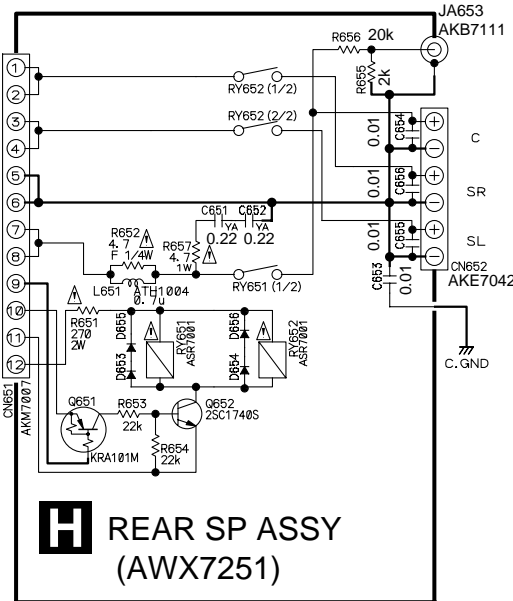 JA653
AKB7111
R656 20k
R655
2k
1
2
3
4
5
6
7
8
9
10
11
12
RY652 (1/2)
RY652 (2/2)
0.01
C654
+
−
C
0.01
C656
+
−
SR
0.01
C655
+
−
SL
CN652
AKE7042
C653
0.01
C.GND
C651 C652
YA YA
0.22 0.22
R652
4.7
F 1/4W
R657
4.7
1W
L651 ATH1004
0.7u
RY651 (1/2)
R651
270
2W
D655
D653
RY651
ASR7001
D656
D654
RY652
ASR7001
CN651
AKM7007
Q651
KRA101M
R653
22k
Q652
2SC1740S
R654
22k
H REAR SP ASSY
(AWX7251)